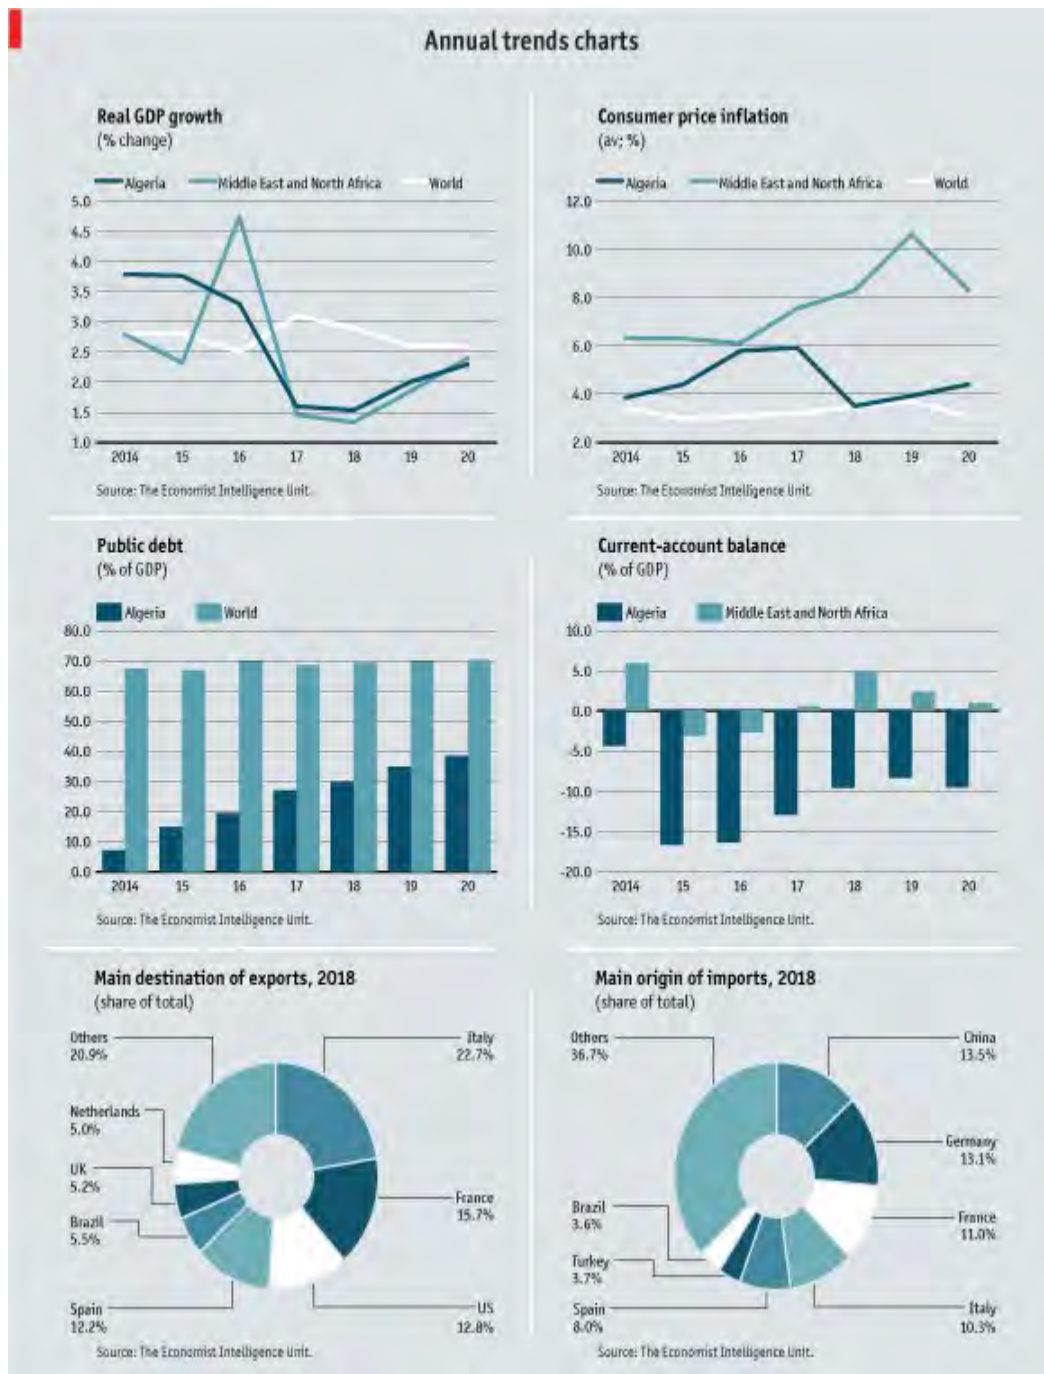 Annual trends charts
Real GDP growth
(% change)
Algeria Middle East and North Africa World
5.0
4.5
4.0
3.5
3.0
2.5
2.0
1.5
1.0
2014 15 16 17 18 19 20
Source: The Economist Intelligence Unit.
Consumer price inflation
(av; %)
Algeria Middle East and North Africa World
12.0
10.0
8.0
6.0
4.0
2.0
2014 15 16 17 18 19 20
Source: The Economist Intelligence Unit.
Public debt
(% of GDP)
Algeria World
80.0
70.0
60.0
50.0
40.0
30.0
20.0
10.0
0.0
2014 15 16 17 18 19 20
Source: The Economist Intelligence Unit.
Current-account balance
(% of GDP)
Algeria Middle East and North Africa
10.0
5.0
0.0
-5.0
-10.0
-15.0
-20.0
2014 15 16 17 18 19 20
Source: The Economist Intelligence Unit.
Main destination of exports, 2018
(share of total)
Others
20.9%
Italy
22.7%
Netherlands
5.0%
UK
5.2%
France
15.7%
Brazil
5.5%
Spain
12.2%
US
12.8%
Source: The Economist Intelligence Unit.
Main origin of imports, 2018
(share of total)
Others
36.7%
China
13.5%
Germany
13.1%
Brazil
3.6%
France
11.0%
Turkey
3.7%
Spain
8.0%
Italy
10.3%
Source: The Economist Intelligence Unit.